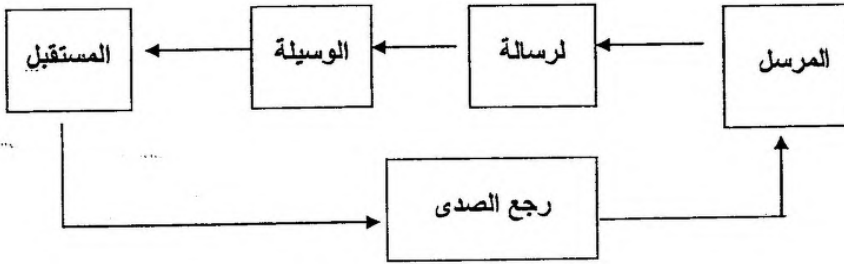 المرسل
لرسالة
الوسيلة
المستقبل
رجع الصدى